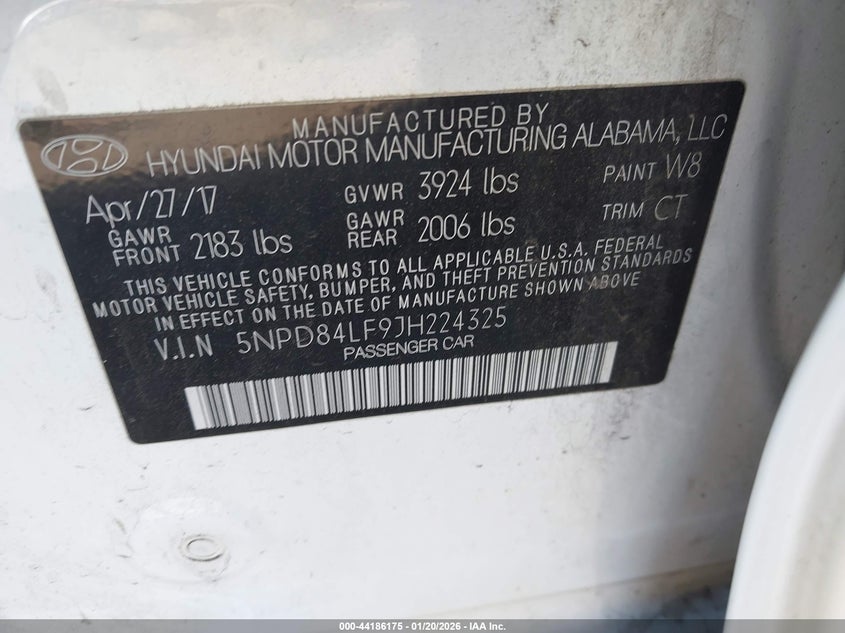 MANUFACTURED BY
HYUNDAI MOTOR MANUFACTURING ALABAMA, LLC
Apr/27/17 GVWR 3924 lbs PAINT W8
GAWR FRONT 2183 lbs GAWR REAR 2006 lbs TRIM CT
THIS VEHICLE CONFORMS TO ALL APPLICABLE U.S.A. FEDERAL
MOTOR VEHICLE SAFETY, BUMPER, AND THEFT PREVENTION STANDARDS
IN EFFECT ON THE DATE OF MANUFACTURE SHOWN ABOVE
V.I.N 5NPD84LF9JH224325
PASSENGER CAR
000-44186175 - 01/20/2026 - IAA Inc.